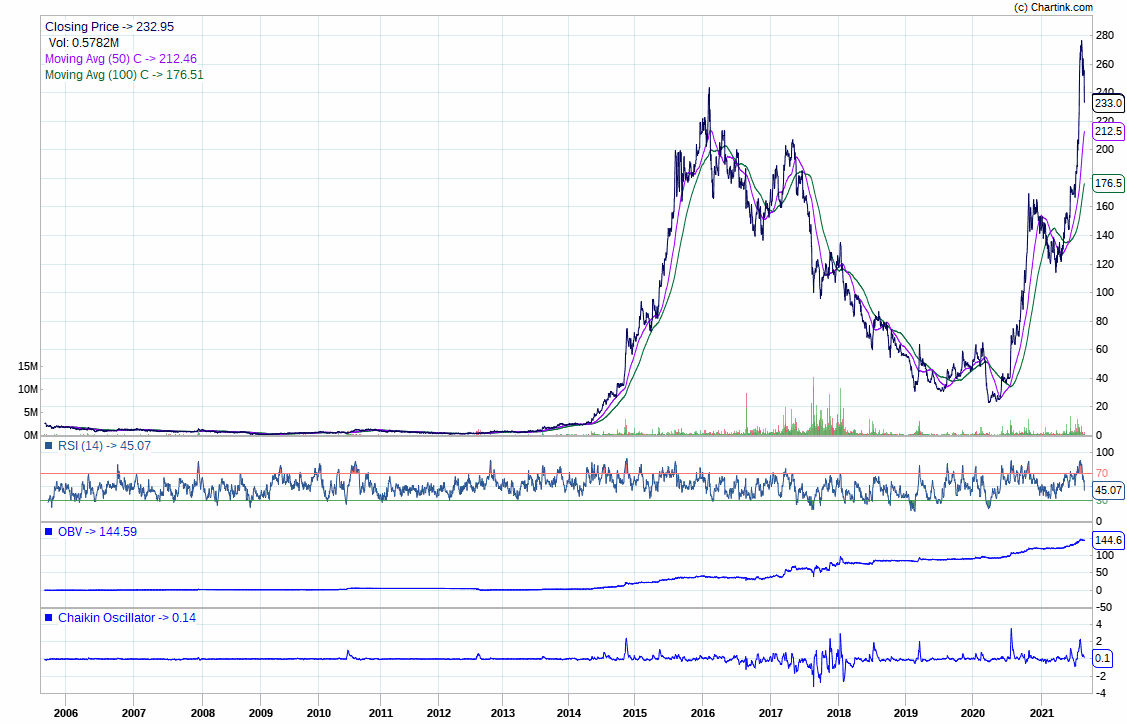 (c) Chartink.com
Closing Price -> 232.95
Vol: 0.5782M
Moving Avg (50) C -> 212.46
Moving Avg (100) C -> 176.51
280
260
240
233.0
220
212.5
200
176.5
160
140
120
100
80
60
40
20
0
15M
10M
5M
0M
RSI (14) -> 45.07
100
70
45.07
30
0
OBV -> 144.59
144.6
100
50
0
-50
Chaikin Oscillator -> 0.14
4
2
0.1
-2
-4
2006 2007 2008 2009 2010 2011 2012 2013 2014 2015 2016 2017 2018 2019 2020 2021